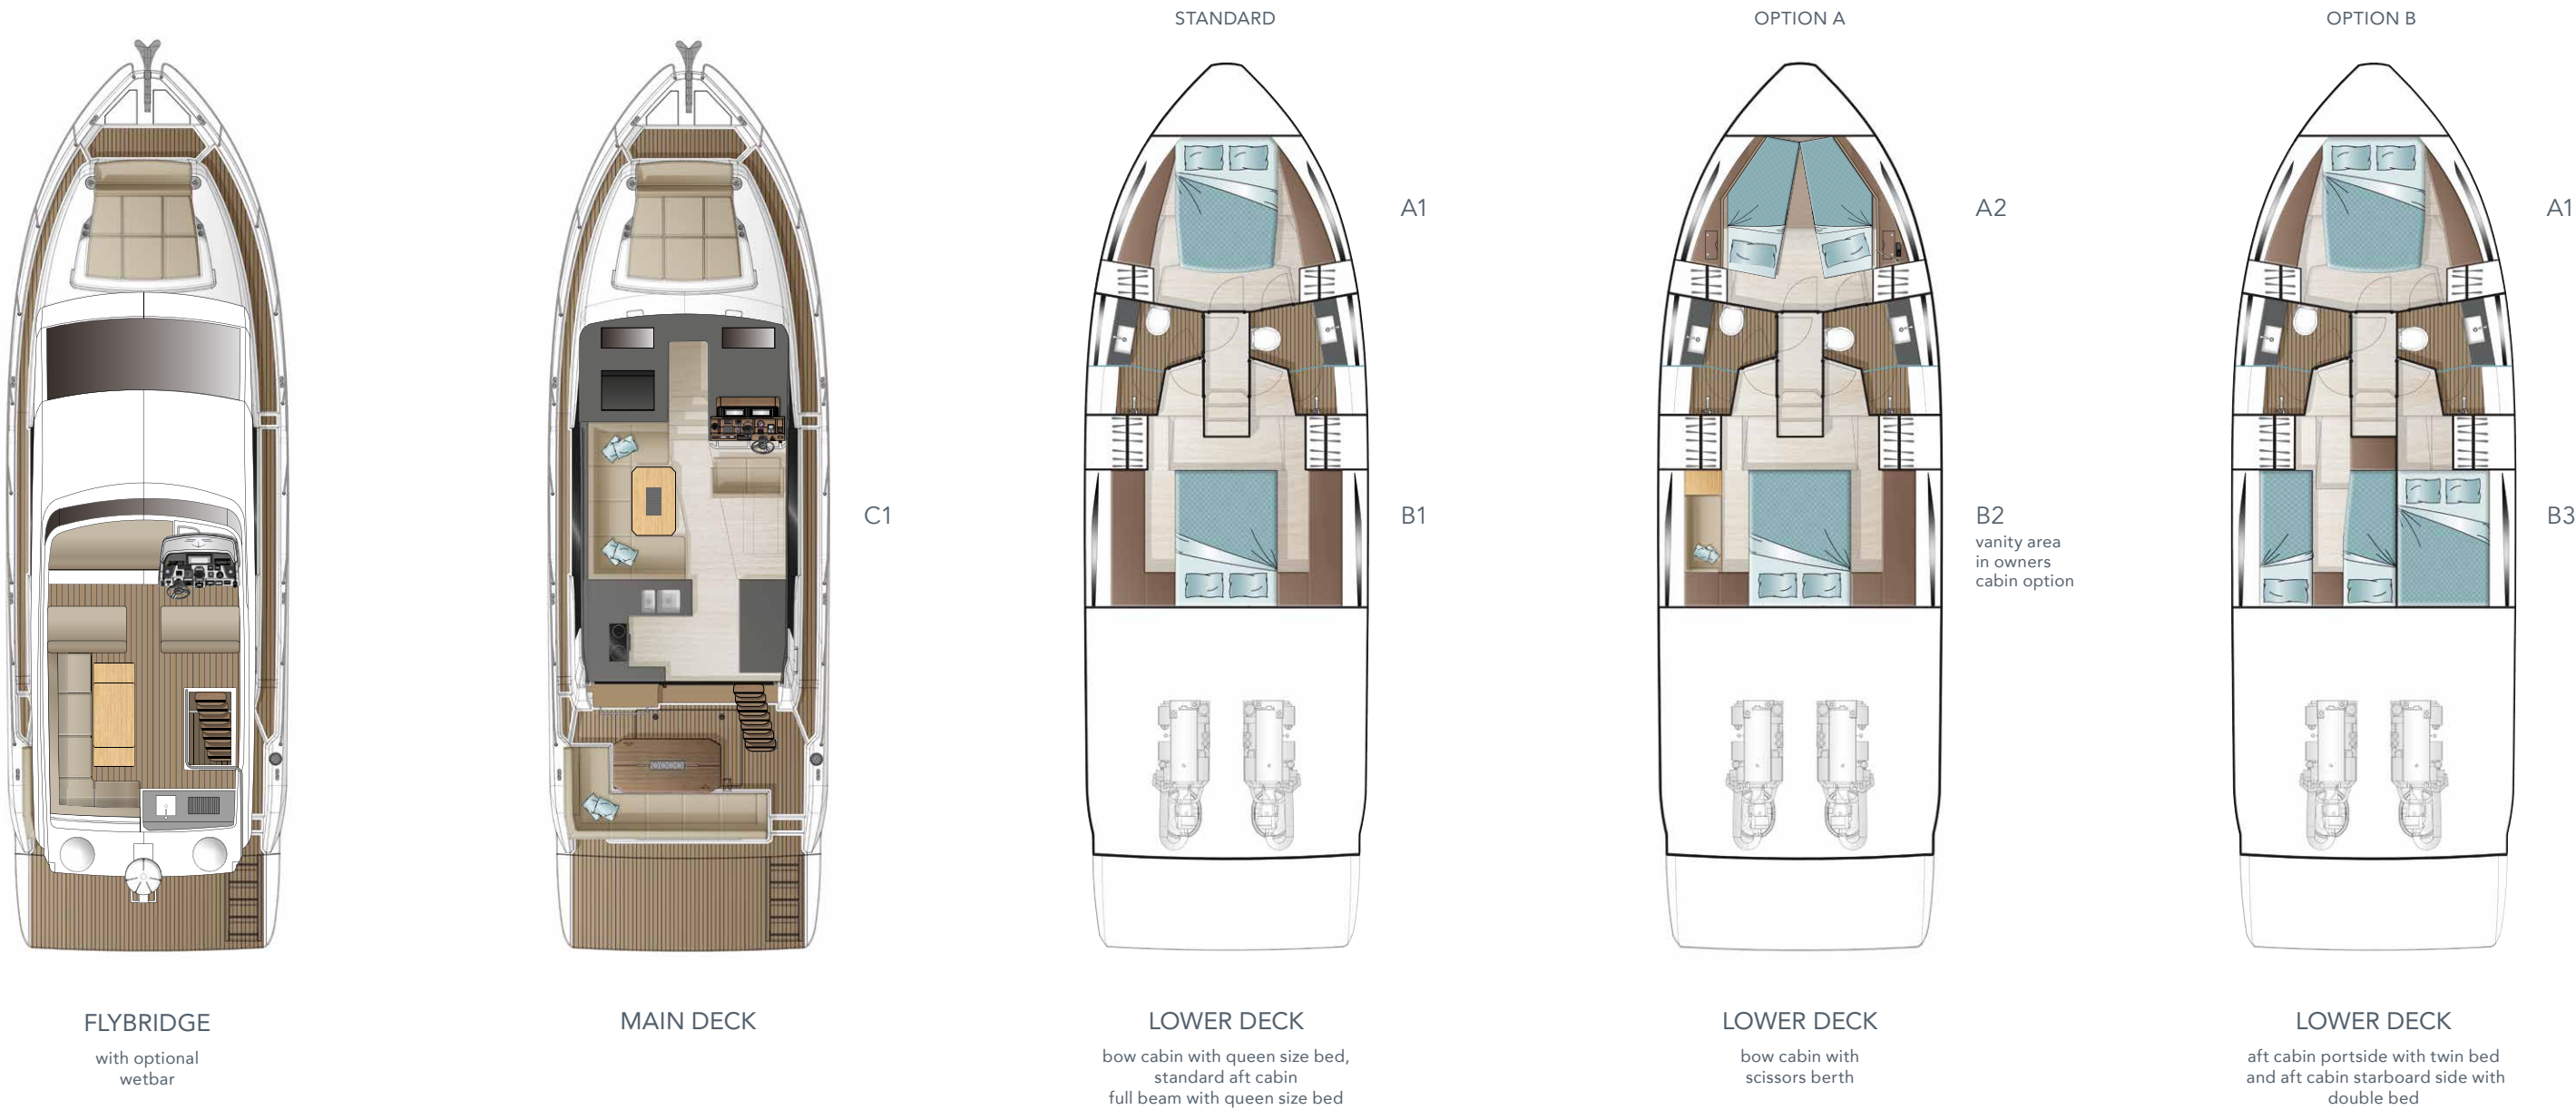 STANDARD
OPTION A
OPTION B
A1
A2
A1
C1
B1
B2
vanity area
in owners
cabin option
B3
FLYBRIDGE
with optional
wetbar
MAIN DECK
LOWER DECK
bow cabin with queen size bed,
standard aft cabin
full beam with queen size bed
LOWER DECK
bow cabin with
scissors berth
LOWER DECK
aft cabin portside with twin bed
and aft cabin starboard side with
double bed